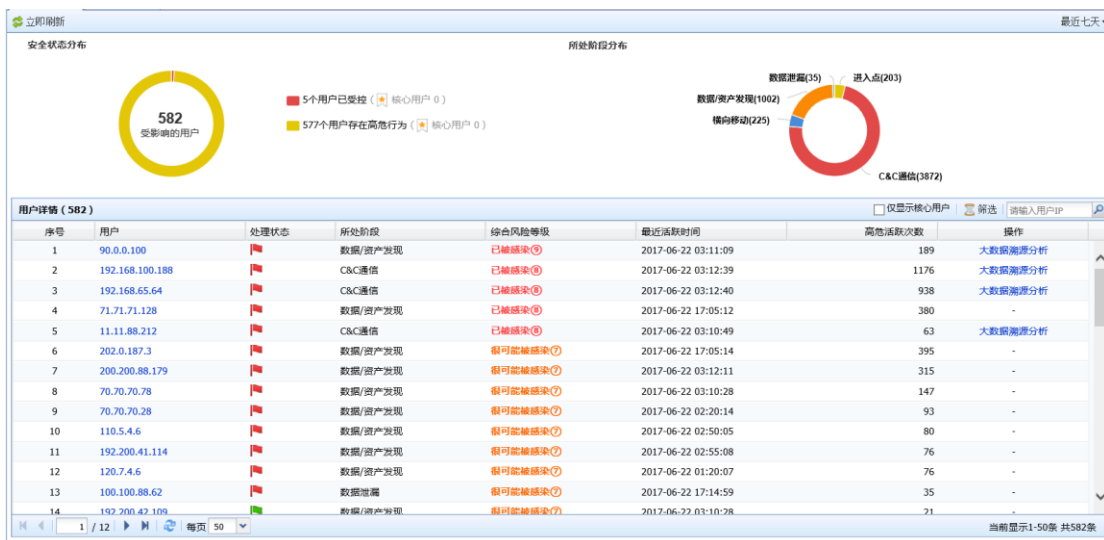 立即刷新 最近七天
安全状态分布 所处阶段分布
582
受影响的用户
5个用户已受控 ( 核心用户 0 )
577个用户存在高危行为 ( 核心用户 0 )
数据泄漏(35) 进入点(203)
数据/资产发现(1002)
横向移动(225)
C&C通信(3872)
用户详情 ( 582 ) 仅显示核心用户 筛选 请输入用户IP
序号 用户 处理状态 所处阶段 综合风险等级 最近活跃时间 高危活跃次数 操作
1 90.0.0.100 数据/资产发现 已被感染⑨ 2017-06-22 03:11:09 189 大数据溯源分析
2 192.168.100.188 C&C通信 已被感染⑧ 2017-06-22 03:12:39 1176 大数据溯源分析
3 192.168.65.64 C&C通信 已被感染⑧ 2017-06-22 03:12:40 938 大数据溯源分析
4 71.71.71.128 数据/资产发现 已被感染⑧ 2017-06-22 17:05:12 380 -
5 11.11.88.212 C&C通信 已被感染⑧ 2017-06-22 03:10:49 63 大数据溯源分析
6 202.0.187.3 数据/资产发现 很可能被感染⑦ 2017-06-22 17:05:14 395 -
7 200.200.88.179 数据/资产发现 很可能被感染⑦ 2017-06-22 03:12:11 315 -
8 70.70.70.78 数据/资产发现 很可能被感染⑦ 2017-06-22 03:10:28 147 -
9 70.70.70.28 数据/资产发现 很可能被感染⑦ 2017-06-22 02:20:14 93 -
10 110.5.4.6 数据/资产发现 很可能被感染⑦ 2017-06-22 02:50:05 80 -
11 192.200.41.114 数据/资产发现 很可能被感染⑦ 2017-06-22 02:55:08 76 -
12 120.7.4.6 数据/资产发现 很可能被感染⑦ 2017-06-22 01:20:07 76 -
13 100.100.88.62 数据泄漏 很可能被感染⑦ 2017-06-22 17:14:59 35 -
14 192.200.42.109 数据/资产发现 很可能被感染⑦ 2017-06-22 03:10:28 21 -
1 / 12 每页 50 当前显示1-50条 共582条